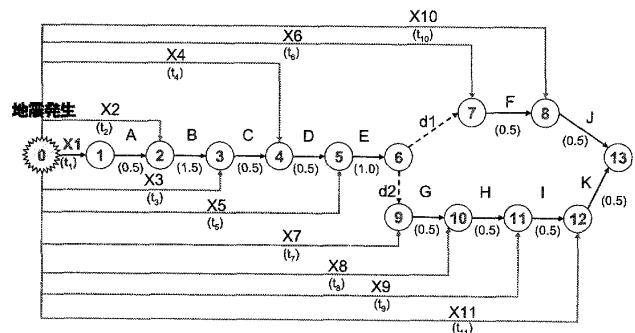 X10
(t10)
X6
(t6)
X4
(t4)
地震発生
X2
(t2)
X1
(t1)
0
1
A
(0.5)
2
B
(1.5)
3
C
(0.5)
4
D
(0.5)
5
E
(1.0)
6
d1
7
F
(0.5)
8
J
(0.5)
13
d2
9
G
(0.5)
10
H
(0.5)
11
I
(0.5)
12
K
(0.5)
X3
(t3)
X5
(t5)
X7
(t7)
X8
(t8)
X9
(t9)
X11
(t11)